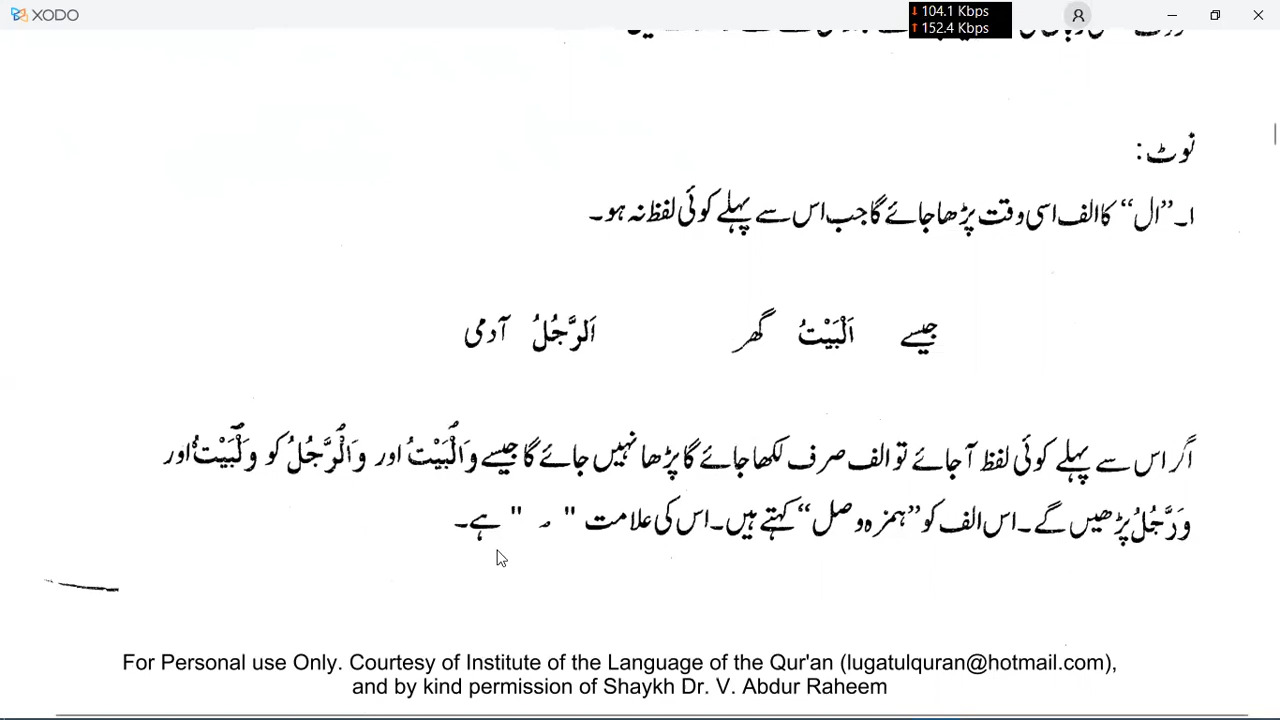 XODO
↓ 104.1 Kbps
↑ 152.4 Kbps
نوٹ:
۱۔ ”ال“ کا الف اسی وقت پڑھا جائے گا جب اس سے پہلے کوئی لفظ نہ ہو۔
جیسے اَلْبَيْتُ گھر اَلرَّجُلُ آدمی
اگر اس سے پہلے کوئی لفظ آ جائے تو الف صرف لکھا جائے گا پڑھا نہیں جائے گا جیسے وَٱلْبَيْتُ اور وَٱلْرَّجُلُ کو وَلْبَيْتُ اور
وَرَّجُلُ پڑھیں گے۔ اس الف کو ”ہمزہ وصل“ کہتے ہیں۔ اس کی علامت " ۔ " ہے۔
For Personal use Only. Courtesy of Institute of the Language of the Qur'an (lugatulquran@hotmail.com),
and by kind permission of Shaykh Dr. V. Abdur Raheem